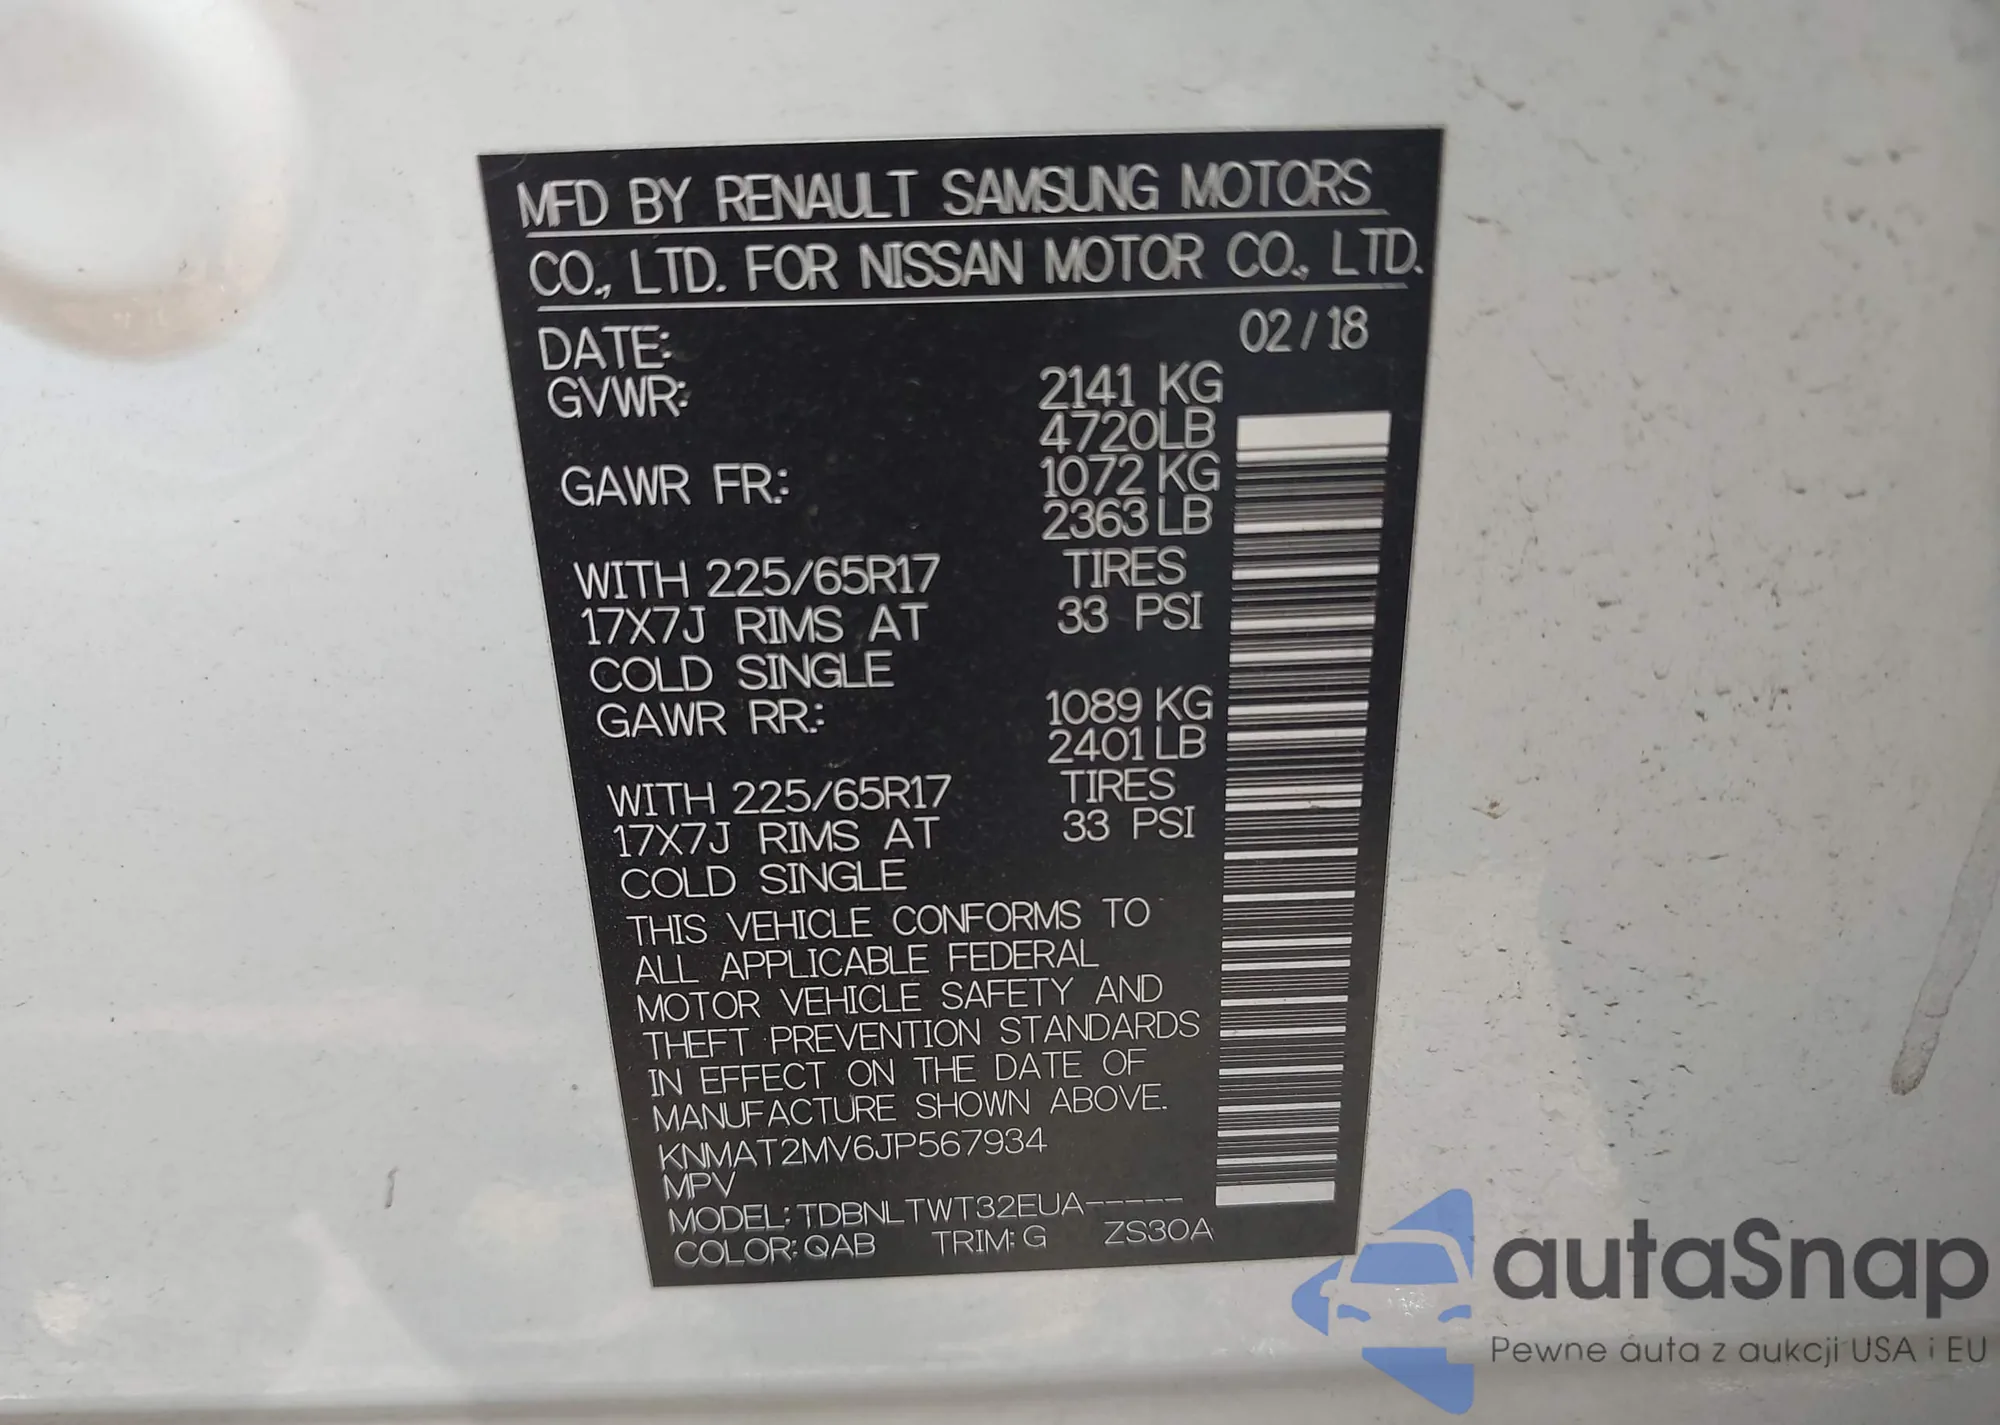 MFD BY RENAULT SAMSUNG MOTORS
CO., LTD. FOR NISSAN MOTOR CO., LTD.
DATE: 02/18
GVWR: 2141 KG
4720LB
GAWR FR.: 1072 KG
2363LB
WITH 225/65R17 TIRES
17X7J RIMS AT 33 PSI
COLD SINGLE
GAWR RR.: 1089 KG
2401LB
WITH 225/65R17 TIRES
17X7J RIMS AT 33 PSI
COLD SINGLE
THIS VEHICLE CONFORMS TO
ALL APPLICABLE FEDERAL
MOTOR VEHICLE SAFETY AND
THEFT PREVENTION STANDARDS
IN EFFECT ON THE DATE OF
MANUFACTURE SHOWN ABOVE.
KNMAT2MV6JP567934
MPV
MODEL: TDBNLTWT32EUA-----
COLOR: QAB TRIM: G ZS30A
autaSnap
Pewne auta z aukcji USA i EU